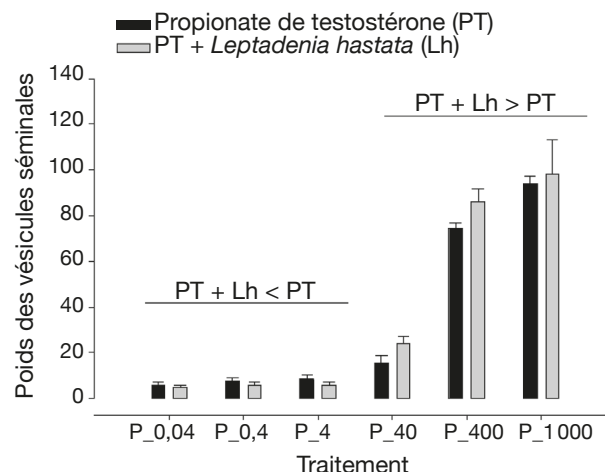 Propionate de testostérone (PT)
PT + Leptadenia hastata (Lh)
Poids des vésicules séminales
140
120
100
80
60
40
20
0
PT + Lh < PT
PT + Lh > PT
P_0,04 P_0,4 P_4 P_40 P_400 P_1 000
Traitement